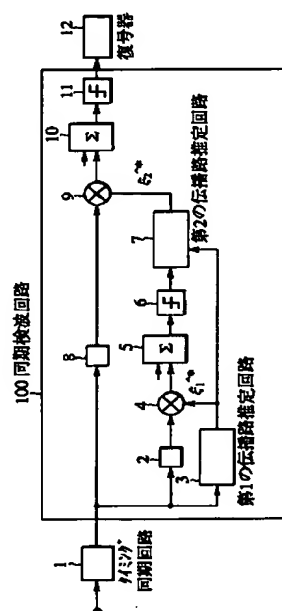 100 同期検波回路
1
タイミング
同期回路
2
3
第1の伝播路推定回路
4
ξ1^*
5
Σ
6
7
第2の伝播路推定回路
ξ2^*
8
9
10
Σ
11
12
復号器